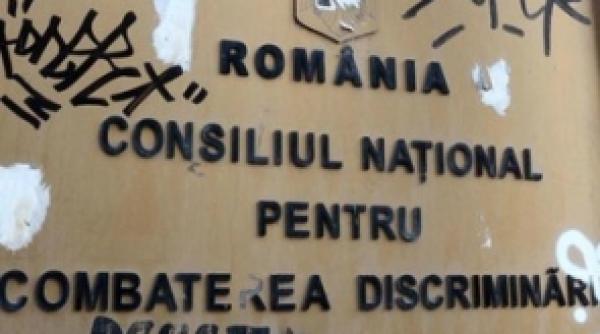 ROMÂNIA
CONSILIUL NAȚIONAL
PENTRU
COMBATEREA DISCRIMINĂRI